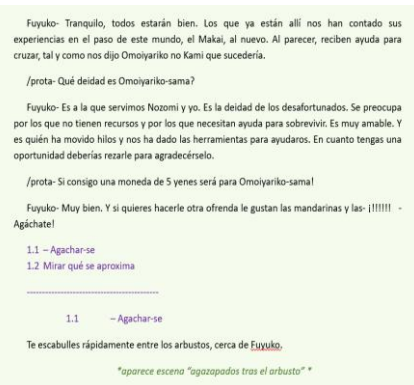 Fuyuko- Tranquilo, todos estarán bien. Los que ya están allí nos han contado sus
experiencias en el paso de este mundo, el Makai, al nuevo. Al parecer, reciben ayuda para
cruzar, tal y como nos dijo Omoiyariko no Kami que sucedería.
/prota- Qué deidad es Omoiyariko-sama?
Fuyuko- Es a la que servimos Nozomi y yo. Es la deidad de los desafortunados. Se preocupa
por los que no tienen recursos y por los que necesitan ayuda para sobrevivir. Es muy amable. Y
es quién ha movido hilos y nos ha dado las herramientas para ayudaros. En cuanto tengas una
oportunidad deberías rezarle para agradecérselo.
/prota- Si consigo una moneda de 5 yenes será para Omoiyariko-sama!
Fuyuko- Muy bien. Y si quieres hacerle otra ofrenda le gustan las mandarinas y las- ¡!!!!!! -
Agáchate!
1.1 – Agachar-se
1.2 Mirar qué se aproxima
--------------------------------------------
1.1 – Agachar-se
Te escabulles rápidamente entre los arbustos, cerca de Fuyuko.
*aparece escena “agazapados tras el arbusto” *